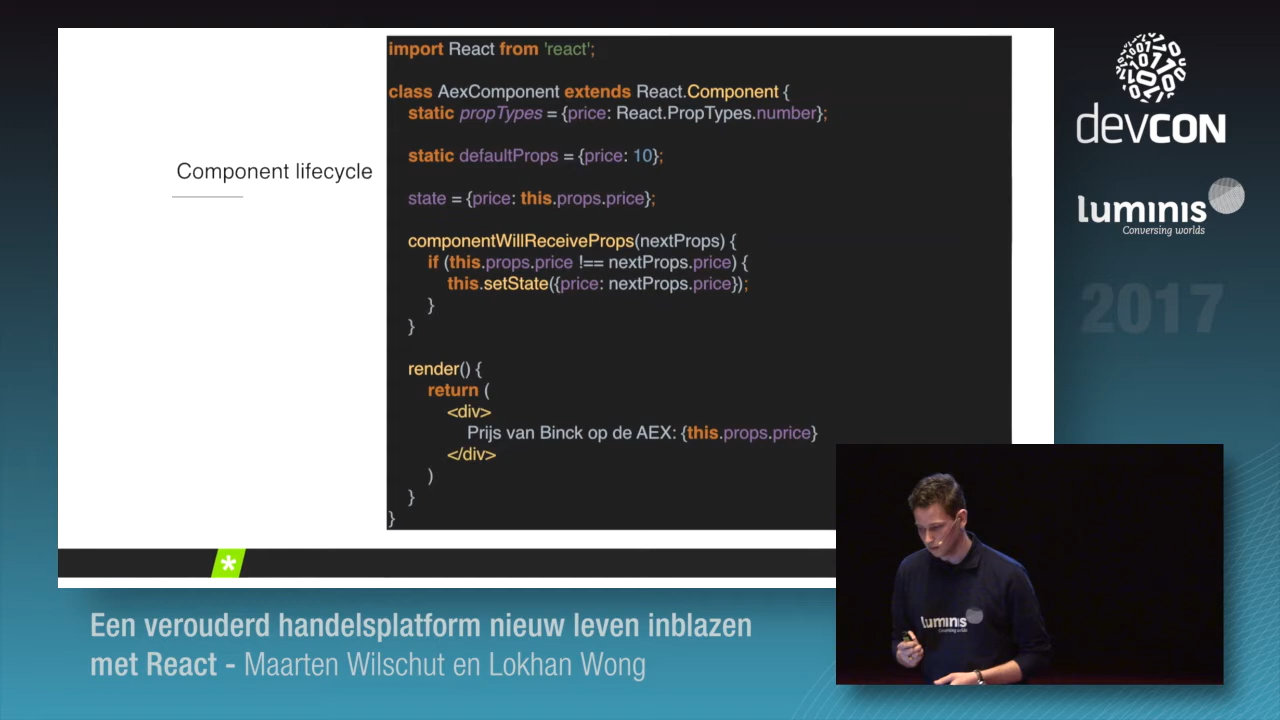 Component lifecycle
import React from 'react';
class AexComponent extends React.Component {
static propTypes = {price: React.PropTypes.number};
static defaultProps = {price: 10};
state = {price: this.props.price};
componentWillReceiveProps(nextProps) {
if (this.props.price !== nextProps.price) {
this.setState({price: nextProps.price});
}
}
render() {
return (
<div>
Prijs van Binck op de AEX: {this.props.price}
</div>
)
}
}
*
devCON
luminis
Conversing worlds
2017
luminis
Conversing worlds
Een verouderd handelsplatform nieuw leven inblazen
met React - Maarten Wilschut en Lokhan Wong